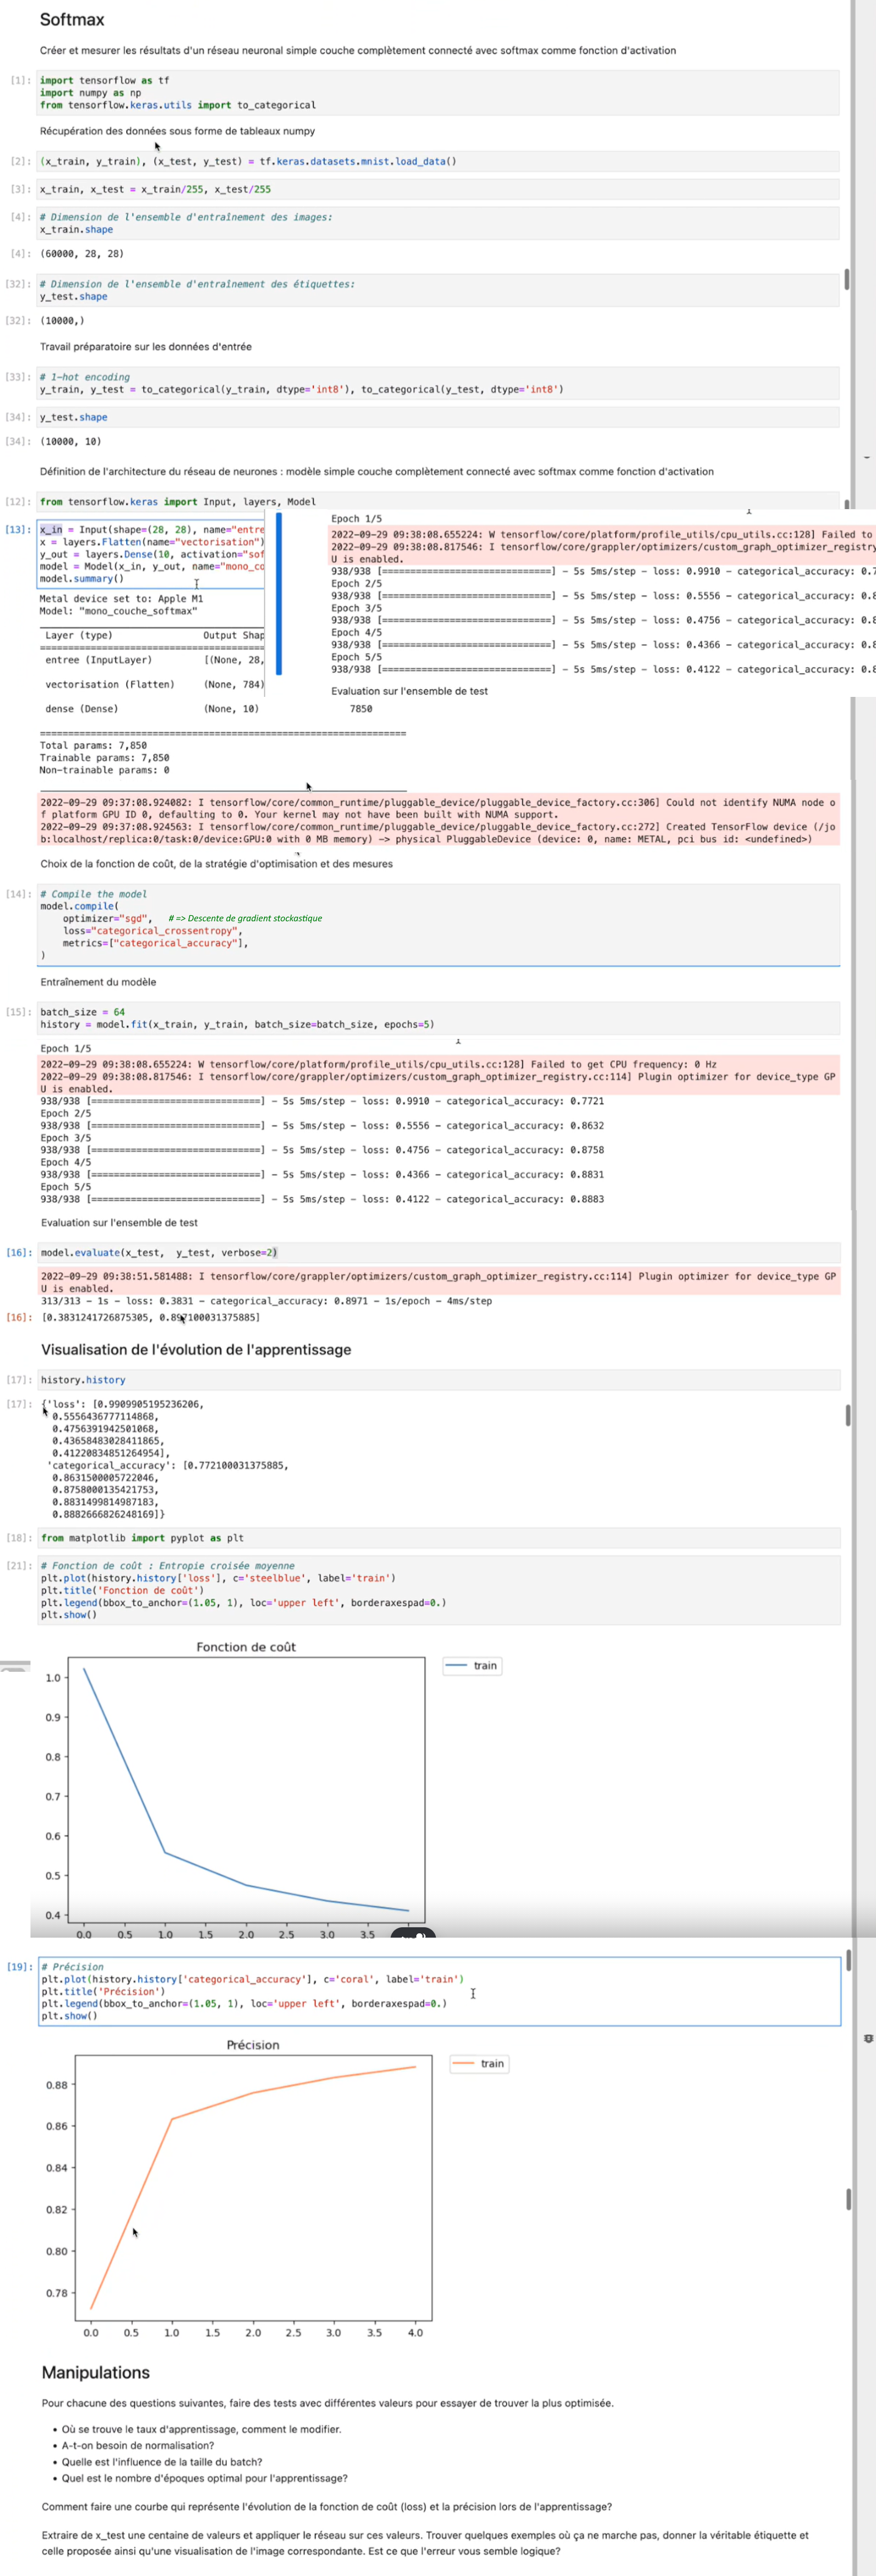 Softmax
Créer et mesurer les résultats d'un réseau neuronal simple couche complètement connecté avec softmax comme fonction d'activation
[1]: import tensorflow as tf
import numpy as np
from tensorflow.keras.utils import to_categorical
Récupération des données sous forme de tableaux numpy
[2]: (x_train, y_train), (x_test, y_test) = tf.keras.datasets.mnist.load_data()
[3]: x_train, x_test = x_train/255, x_test/255
[4]: # Dimension de l'ensemble d'entraînement des images:
x_train.shape
[4]: (60000, 28, 28)
[32]: # Dimension de l'ensemble d'entraînement des étiquettes:
y_test.shape
[32]: (10000,)
Travail préparatoire sur les données d'entrée
[33]: # 1-hot encoding
y_train, y_test = to_categorical(y_train, dtype='int8'), to_categorical(y_test, dtype='int8')
[34]: y_test.shape
[34]: (10000, 10)
Définition de l'architecture du réseau de neurones : modèle simple couche complètement connecté avec softmax comme fonction d'activation
[12]: from tensorflow.keras import Input, layers, Model
[13]: x_in = Input(shape=(28, 28), name="entre
x = layers.Flatten(name="vectorisation")
y_out = layers.Dense(10, activation="sof
model = Model(x_in, y_out, name="mono_co
model.summary()
Metal device set to: Apple M1
Model: "mono_couche_softmax"
Layer (type) Output Shap
entree (InputLayer) [(None, 28,
vectorisation (Flatten) (None, 784)
dense (Dense) (None, 10) 7850
Total params: 7,850
Trainable params: 7,850
Non-trainable params: 0
Epoch 1/5
2022-09-29 09:38:08.655224: W tensorflow/core/platform/profile_utils/cpu_utils.cc:128] Failed to
2022-09-29 09:38:08.817546: I tensorflow/core/grappler/optimizers/custom_graph_optimizer_registry
U is enabled.
938/938 [==============================] - 5s 5ms/step - loss: 0.9910 - categorical_accuracy: 0.7
Epoch 2/5
938/938 [==============================] - 5s 5ms/step - loss: 0.5556 - categorical_accuracy: 0.8
Epoch 3/5
938/938 [==============================] - 5s 5ms/step - loss: 0.4756 - categorical_accuracy: 0.8
Epoch 4/5
938/938 [==============================] - 5s 5ms/step - loss: 0.4366 - categorical_accuracy: 0.8
Epoch 5/5
938/938 [==============================] - 5s 5ms/step - loss: 0.4122 - categorical_accuracy: 0.8
Evaluation sur l'ensemble de test
2022-09-29 09:37:08.924082: I tensorflow/core/common_runtime/pluggable_device/pluggable_device_factory.cc:306] Could not identify NUMA node o
f platform GPU ID 0, defaulting to 0. Your kernel may not have been built with NUMA support.
2022-09-29 09:37:08.924563: I tensorflow/core/common_runtime/pluggable_device/pluggable_device_factory.cc:272] Created TensorFlow device (/jo
b:localhost/replica:0/task:0/device:GPU:0 with 0 MB memory) -> physical PluggableDevice (device: 0, name: METAL, pci bus id: <undefined>)
Choix de la fonction de coût, de la stratégie d'optimisation et des mesures
[14]: # Compile the model
model.compile(
optimizer="sgd", # => Descente de gradient stockastique
loss="categorical_crossentropy",
metrics=["categorical_accuracy"],
)
Entraînement du modèle
[15]: batch_size = 64
history = model.fit(x_train, y_train, batch_size=batch_size, epochs=5)
Epoch 1/5
2022-09-29 09:38:08.655224: W tensorflow/core/platform/profile_utils/cpu_utils.cc:128] Failed to get CPU frequency: 0 Hz
2022-09-29 09:38:08.817546: I tensorflow/core/grappler/optimizers/custom_graph_optimizer_registry.cc:114] Plugin optimizer for device_type GP
U is enabled.
938/938 [==============================] - 5s 5ms/step - loss: 0.9910 - categorical_accuracy: 0.7721
Epoch 2/5
938/938 [==============================] - 5s 5ms/step - loss: 0.5556 - categorical_accuracy: 0.8632
Epoch 3/5
938/938 [==============================] - 5s 5ms/step - loss: 0.4756 - categorical_accuracy: 0.8758
Epoch 4/5
938/938 [==============================] - 5s 5ms/step - loss: 0.4366 - categorical_accuracy: 0.8831
Epoch 5/5
938/938 [==============================] - 5s 5ms/step - loss: 0.4122 - categorical_accuracy: 0.8883
Evaluation sur l'ensemble de test
[16]: model.evaluate(x_test, y_test, verbose=2)
2022-09-29 09:38:51.581488: I tensorflow/core/grappler/optimizers/custom_graph_optimizer_registry.cc:114] Plugin optimizer for device_type GP
U is enabled.
313/313 - 1s - loss: 0.3831 - categorical_accuracy: 0.8971 - 1s/epoch - 4ms/step
[16]: [0.3831241726875305, 0.897100031375885]
Visualisation de l'évolution de l'apprentissage
[17]: history.history
[17]: {'loss': [0.9909905195236206,
0.5556436777114868,
0.4756391942501068,
0.43658483028411865,
0.41220834851264954],
'categorical_accuracy': [0.772100031375885,
0.8631500005722046,
0.8758000135421753,
0.8831499814987183,
0.8882666826248169]}
[18]: from matplotlib import pyplot as plt
[21]: # Fonction de coût : Entropie croisée moyenne
plt.plot(history.history['loss'], c='steelblue', label='train')
plt.title('Fonction de coût')
plt.legend(bbox_to_anchor=(1.05, 1), loc='upper left', borderaxespad=0.)
plt.show()
Fonction de coût
train
1.0
0.9
0.8
0.7
0.6
0.5
0.4
0.0 0.5 1.0 1.5 2.0 2.5 3.0 3.5
[19]: # Précision
plt.plot(history.history['categorical_accuracy'], c='coral', label='train')
plt.title('Précision')
plt.legend(bbox_to_anchor=(1.05, 1), loc='upper left', borderaxespad=0.)
plt.show()
Précision
train
0.88
0.86
0.84
0.82
0.80
0.78
0.0 0.5 1.0 1.5 2.0 2.5 3.0 3.5 4.0
Manipulations
Pour chacune des questions suivantes, faire des tests avec différentes valeurs pour essayer de trouver la plus optimisée.
• Où se trouve le taux d'apprentissage, comment le modifier.
• A-t-on besoin de normalisation?
• Quelle est l'influence de la taille du batch?
• Quel est le nombre d'époques optimal pour l'apprentissage?
Comment faire une courbe qui représente l'évolution de la fonction de coût (loss) et la précision lors de l'apprentissage?
Extraire de x_test une centaine de valeurs et appliquer le réseau sur ces valeurs. Trouver quelques exemples où ça ne marche pas, donner la véritable étiquette et
celle proposée ainsi qu'une visualisation de l'image correspondante. Est ce que l'erreur vous semble logique?